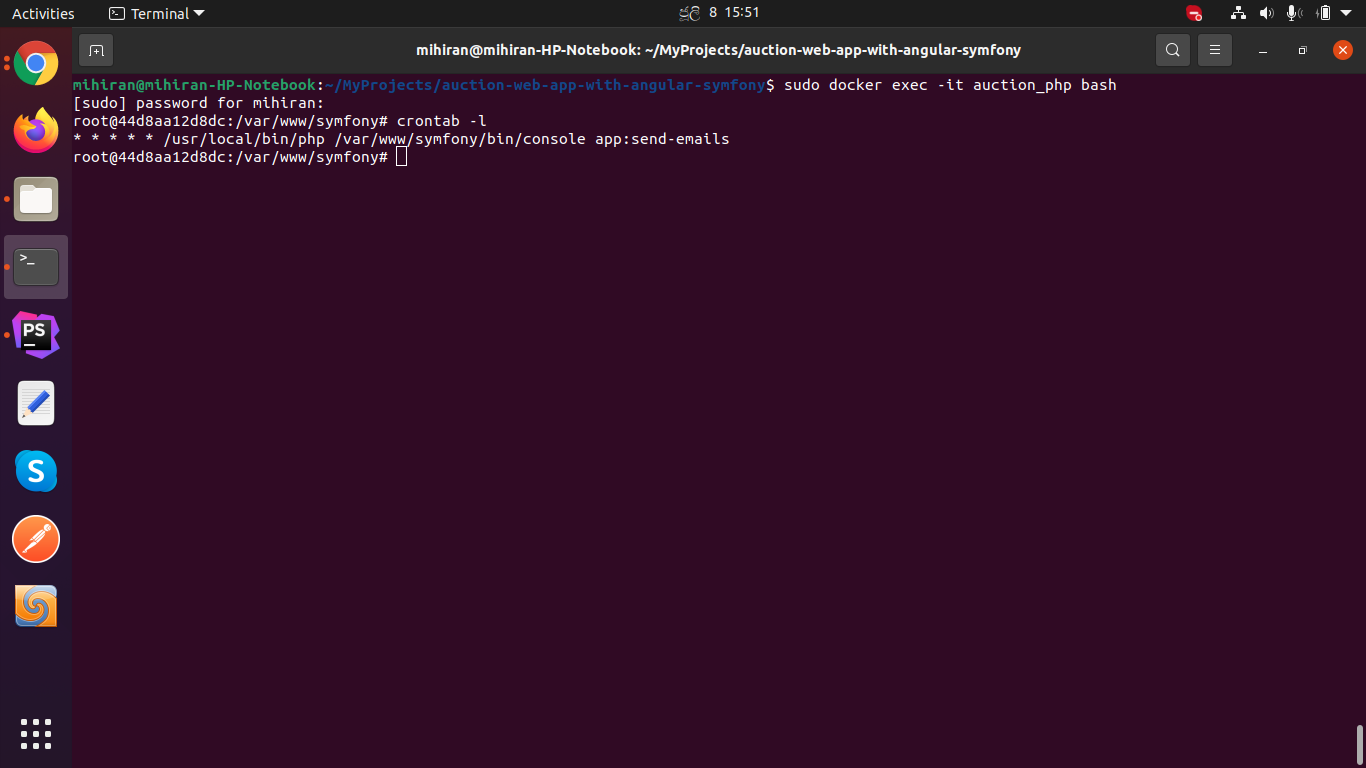 Activities
Terminal
ජූලි 8 15:51
mihiran@mihiran-HP-Notebook: ~/MyProjects/auction-web-app-with-angular-symfony
mihiran@mihiran-HP-Notebook:~/MyProjects/auction-web-app-with-angular-symfony$ sudo docker exec -it auction_php bash
[sudo] password for mihiran:
root@44d8aa12d8dc:/var/www/symfony# crontab -l
* * * * * /usr/local/bin/php /var/www/symfony/bin/console app:send-emails
root@44d8aa12d8dc:/var/www/symfony#
>_
PS
S